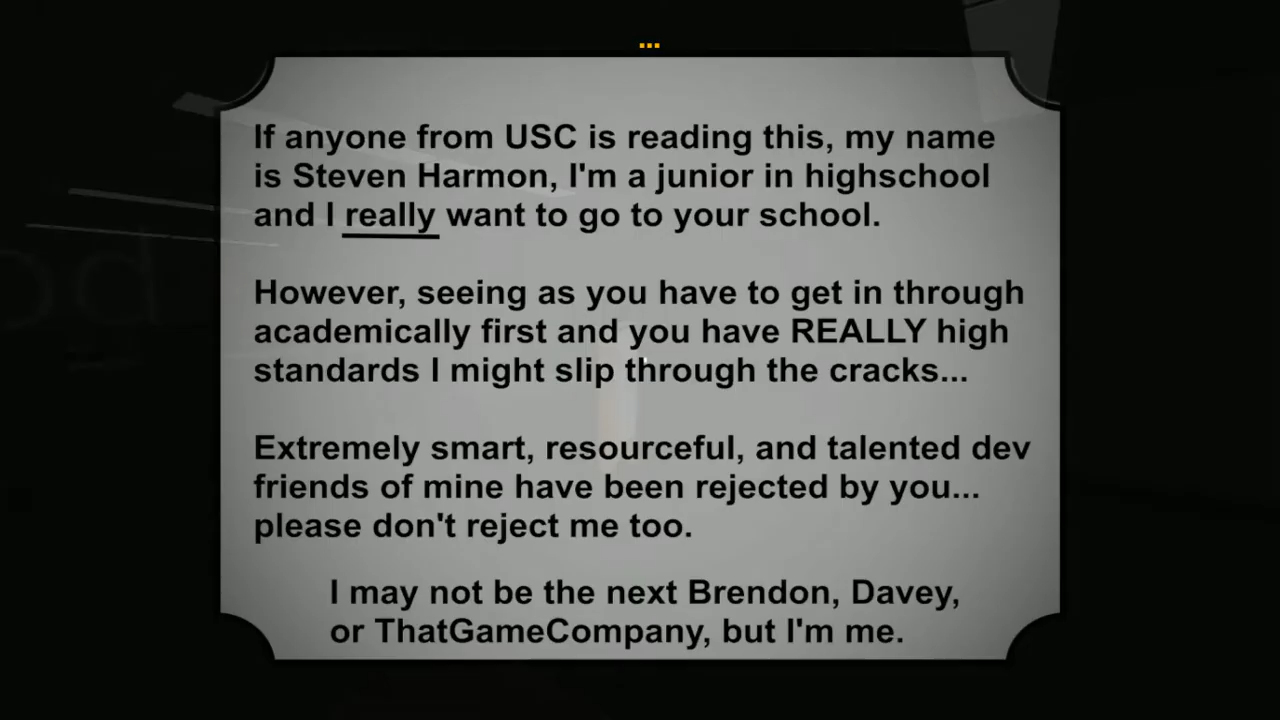 ...
If anyone from USC is reading this, my name
is Steven Harmon, I'm a junior in highschool
and I really want to go to your school.
However, seeing as you have to get in through
academically first and you have REALLY high
standards I might slip through the cracks...
Extremely smart, resourceful, and talented dev
friends of mine have been rejected by you...
please don't reject me too.
I may not be the next Brendon, Davey,
or ThatGameCompany, but I'm me.